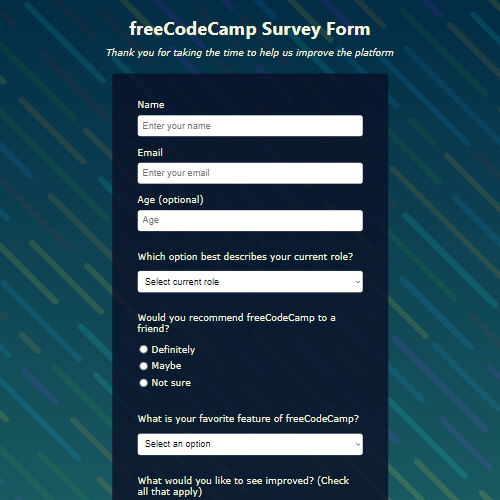 freeCodeCamp Survey Form
Thank you for taking the time to help us improve the platform
Name
Enter your name
Email
Enter your email
Age (optional)
Age
Which option best describes your current role?
Select current role
Would you recommend freeCodeCamp to a
friend?
Definitely
Maybe
Not sure
What is your favorite feature of freeCodeCamp?
Select an option
What would you like to see improved? (Check
all that apply)